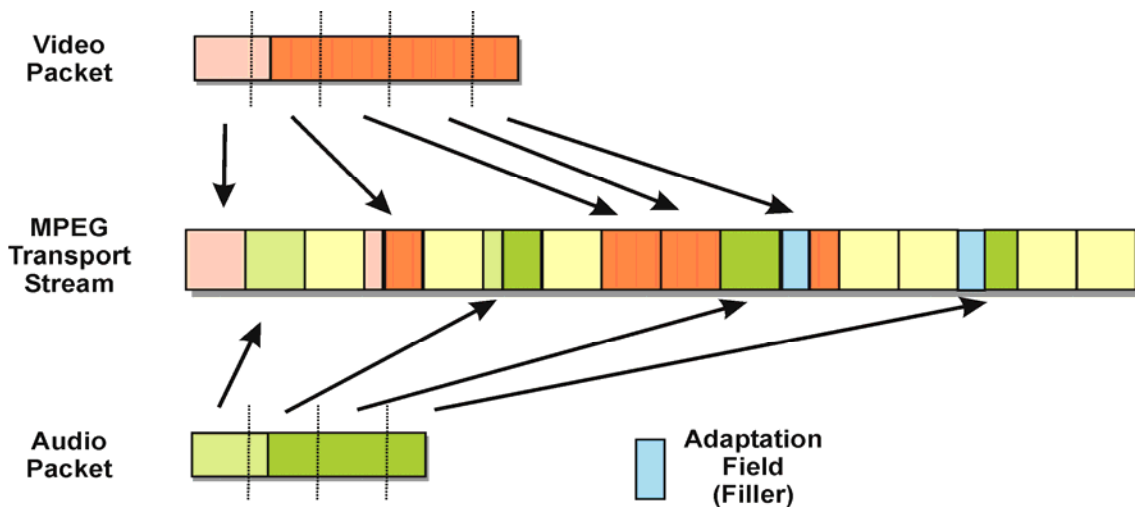 Video
Packet
MPEG
Transport
Stream
Audio
Packet
Adaptation
Field
(Filler)